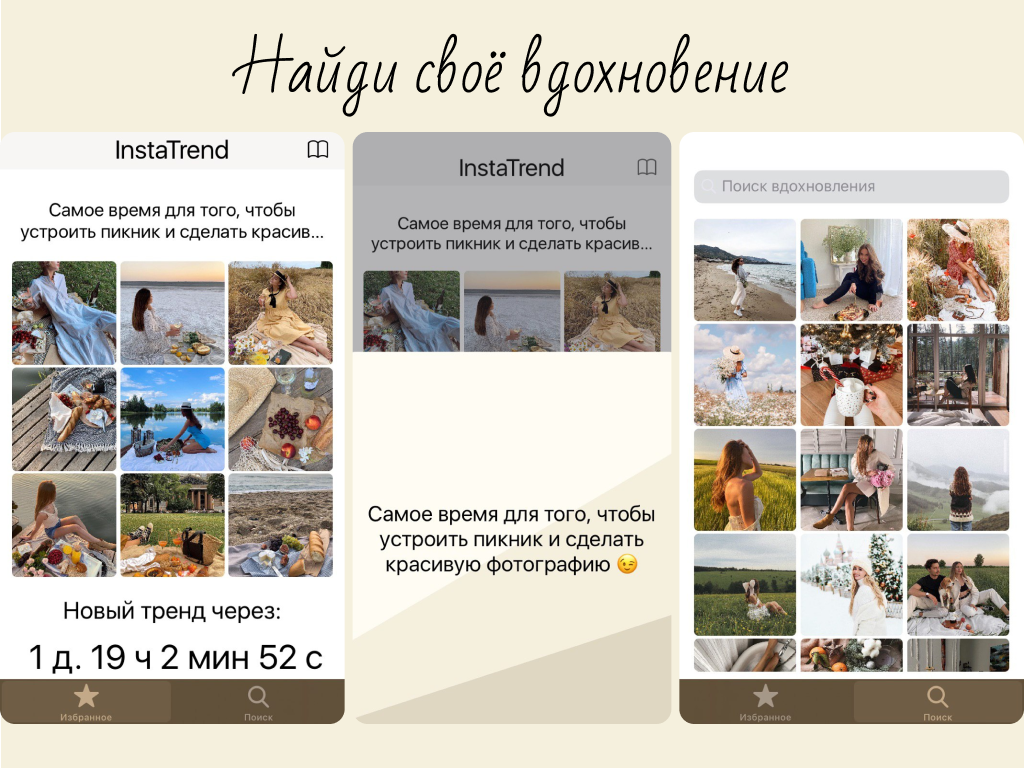 Найди своё вдохновение
InstaTrend
Самое время для того, чтобы
устроить пикник и сделать красив...
Новый тренд через:
1 д. 19 ч 2 мин 52 с
Избранное
Поиск
InstaTrend
Самое время для того, чтобы
устроить пикник и сделать красив...
Самое время для того, чтобы
устроить пикник и сделать
красивую фотографию 😉
Поиск вдохновления
Избранное
Поиск